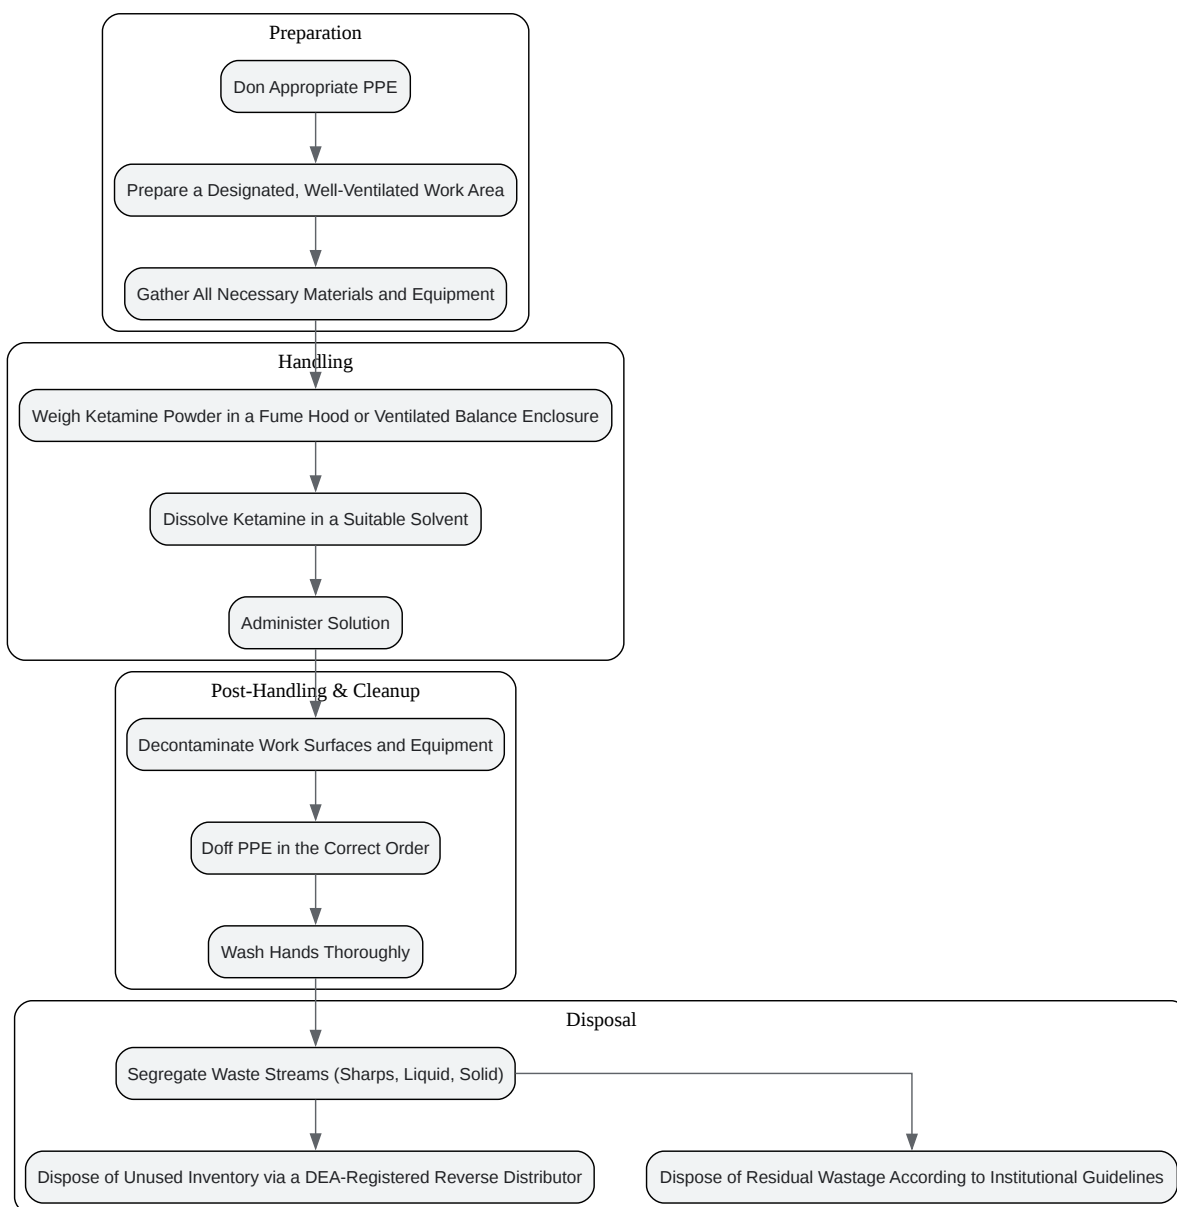 Preparation
Don Appropriate PPE
Prepare a Designated, Well-Ventilated Work Area
Gather All Necessary Materials and Equipment
Handling
Weigh Ketamine Powder in a Fume Hood or Ventilated Balance Enclosure
Dissolve Ketamine in a Suitable Solvent
Administer Solution
Post-Handling & Cleanup
Decontaminate Work Surfaces and Equipment
Doff PPE in the Correct Order
Wash Hands Thoroughly
Disposal
Segregate Waste Streams (Sharps, Liquid, Solid)
Dispose of Unused Inventory via a DEA-Registered Reverse Distributor
Dispose of Residual Wastage According to Institutional Guidelines